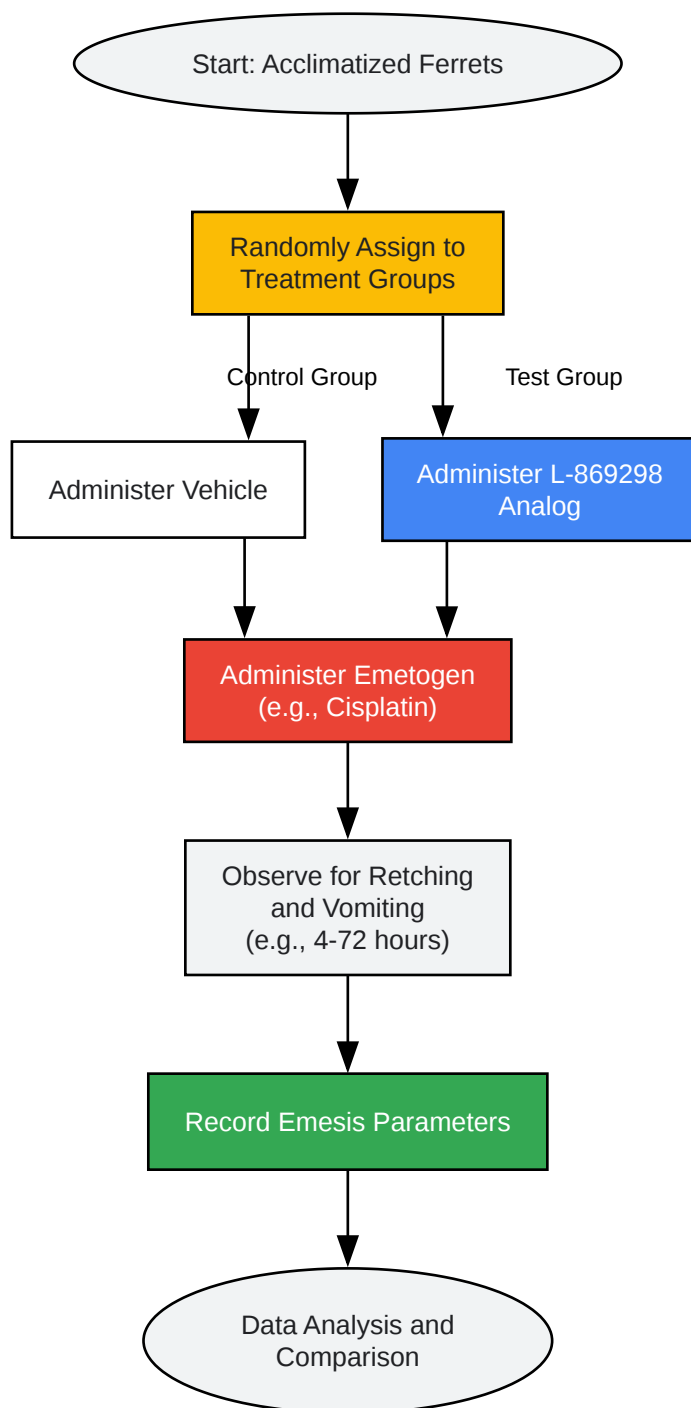 Start: Acclimatized Ferrets
Randomly Assign to
Treatment Groups
Control Group
Test Group
Administer Vehicle
Administer L-869298
Analog
Administer Emetogen
(e.g., Cisplatin)
Observe for Retching
and Vomiting
(e.g., 4-72 hours)
Record Emesis Parameters
Data Analysis and
Comparison